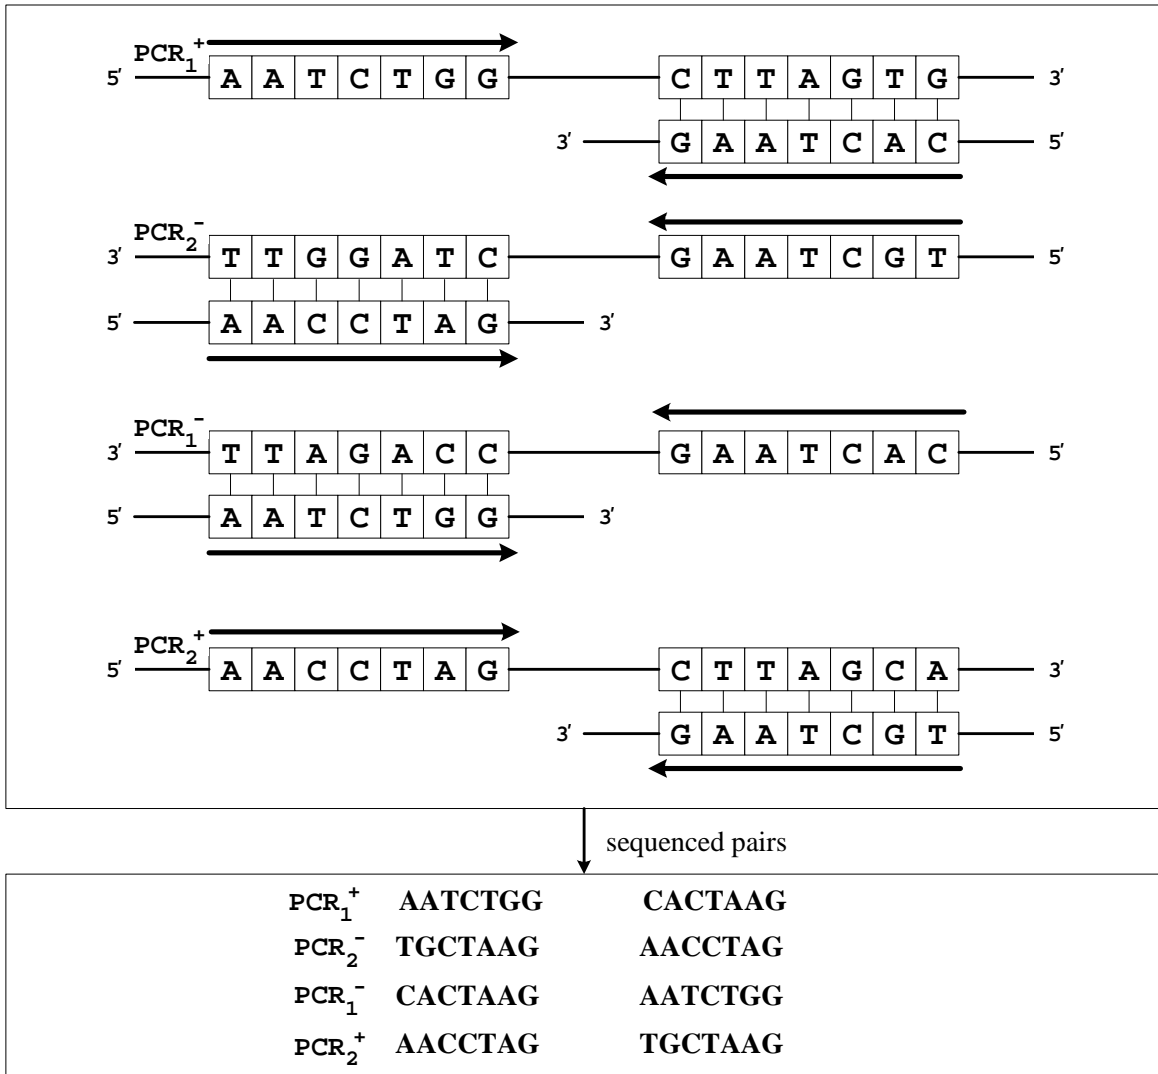 PCR1+
5′ A A T C T G G C T T A G T G 3′
3′ G A A T C A C 5′
PCR2-
3′ T T G G A T C G A A T C G T 5′
5′ A A C C T A G 3′
PCR1-
3′ T T A G A C C G A A T C A C 5′
5′ A A T C T G G 3′
PCR2+
5′ A A C C T A G C T T A G C A 3′
3′ G A A T C G T 5′
sequenced pairs
PCR1+ AATCTGG CACTAAG
PCR2- TGCTAAG AACCTAG
PCR1- CACTAAG AATCTGG
PCR2+ AACCTAG TGCTAAG